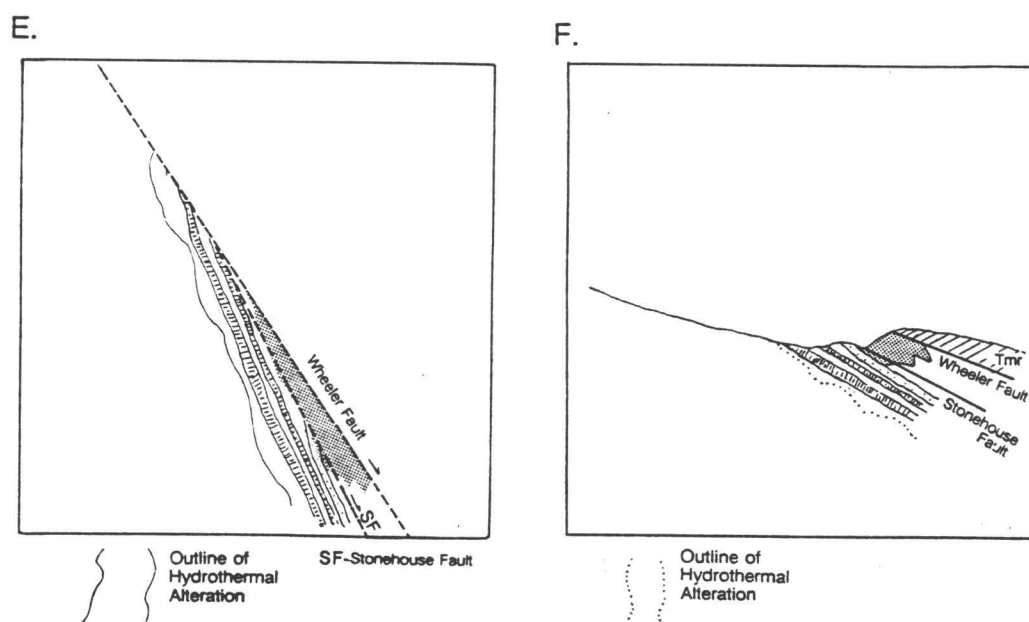 E.
Wheeler Fault
SF
Outline of
Hydrothermal
Alteration
SF-Stonehouse Fault
F.
Tmr
Wheeler Fault
Stonehouse
Fault
Outline of
Hydrothermal
Alteration